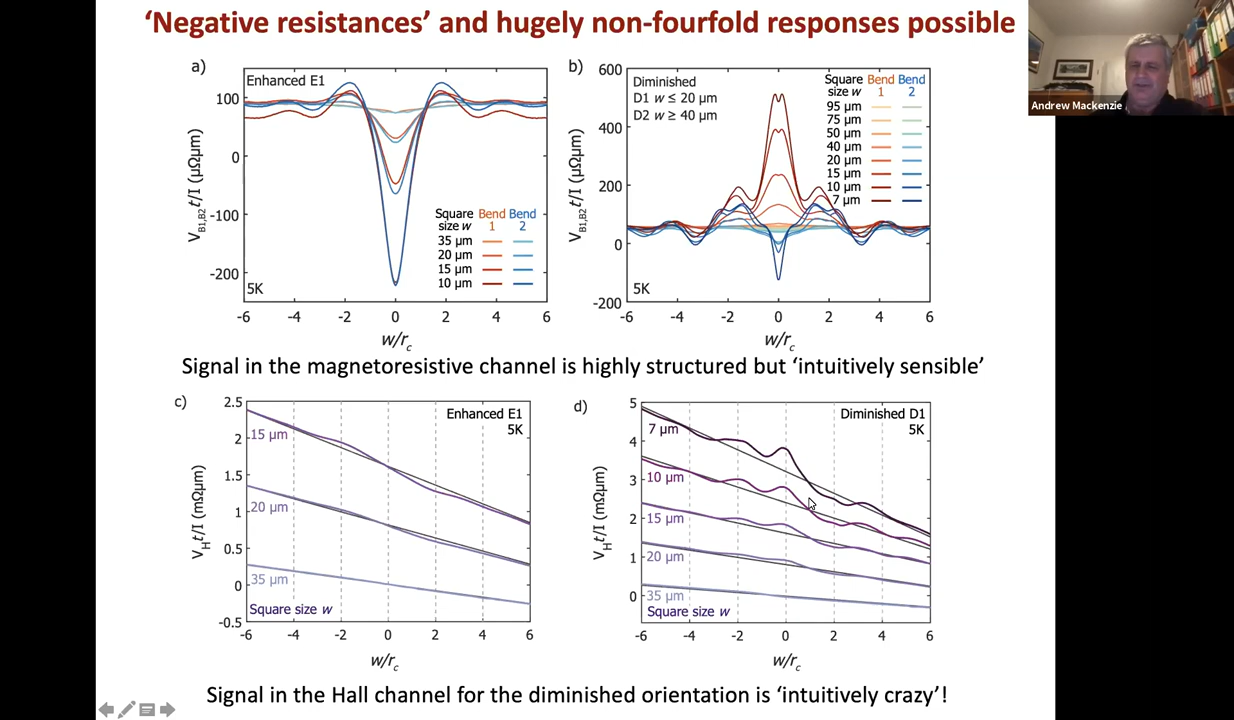 ‘Negative resistances’ and hugely non-fourfold responses possible
Andrew Mackenzie
a)
Enhanced E1
100
0
-100
-200
V_B1,B2 t/I (μΩμm)
Square size w
Bend 1
Bend 2
35 μm
20 μm
15 μm
10 μm
5K
-6 -4 -2 0 2 4 6
w/r_c
b)
Diminished
D1 w ≤ 20 μm
D2 w ≥ 40 μm
600
400
200
0
-200
V_B1,B2 t/I (μΩμm)
Square size w
Bend 1
Bend 2
95 μm
75 μm
50 μm
40 μm
20 μm
15 μm
10 μm
7 μm
5K
-6 -4 -2 0 2 4 6
w/r_c
Signal in the magnetoresistive channel is highly structured but ‘intuitively sensible’
c)
Enhanced E1
5K
2.5
2
1.5
1
0.5
0
-0.5
V_H t/I (mΩμm)
15 μm
20 μm
35 μm
Square size w
-6 -4 -2 0 2 4 6
w/r_c
d)
Diminished D1
5K
5
4
3
2
1
0
V_H t/I (mΩμm)
7 μm
10 μm
15 μm
20 μm
35 μm
Square size w
-6 -4 -2 0 2 4 6
w/r_c
Signal in the Hall channel for the diminished orientation is ‘intuitively crazy’!